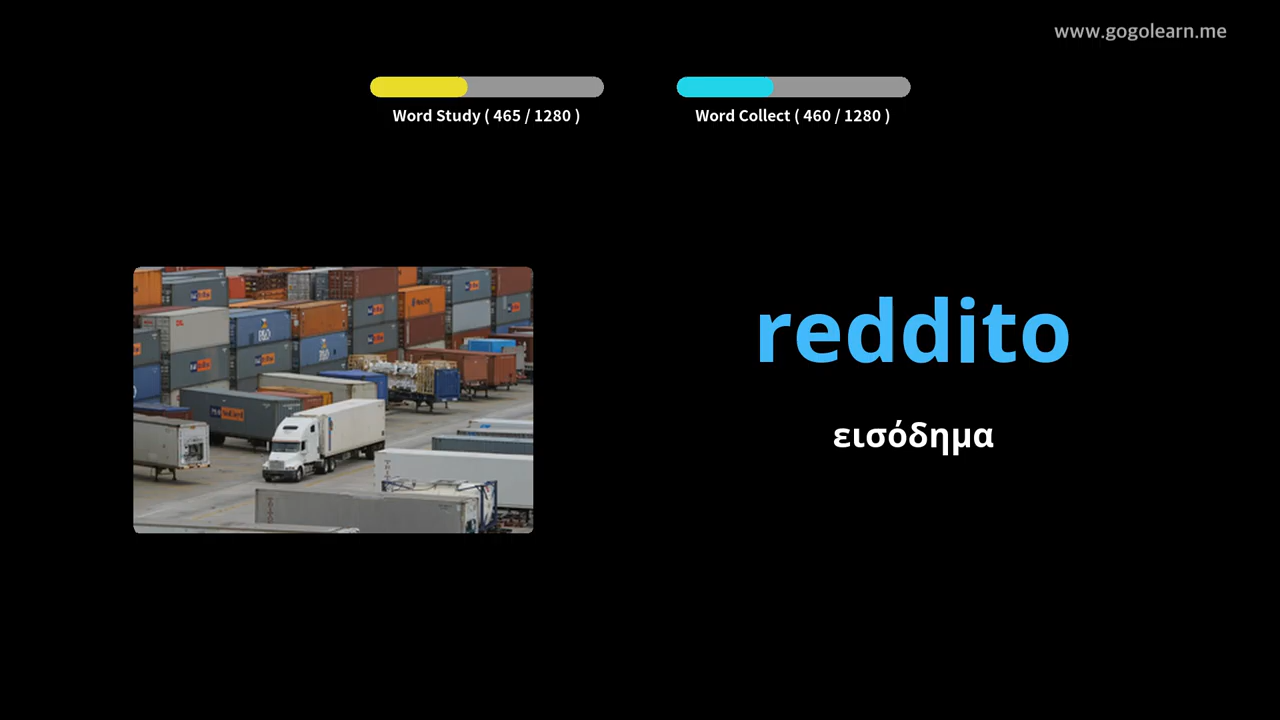 www.gogolearn.me
Word Study ( 465 / 1280 )
Word Collect ( 460 / 1280 )
reddito
εισόδημα
P&O
P&O